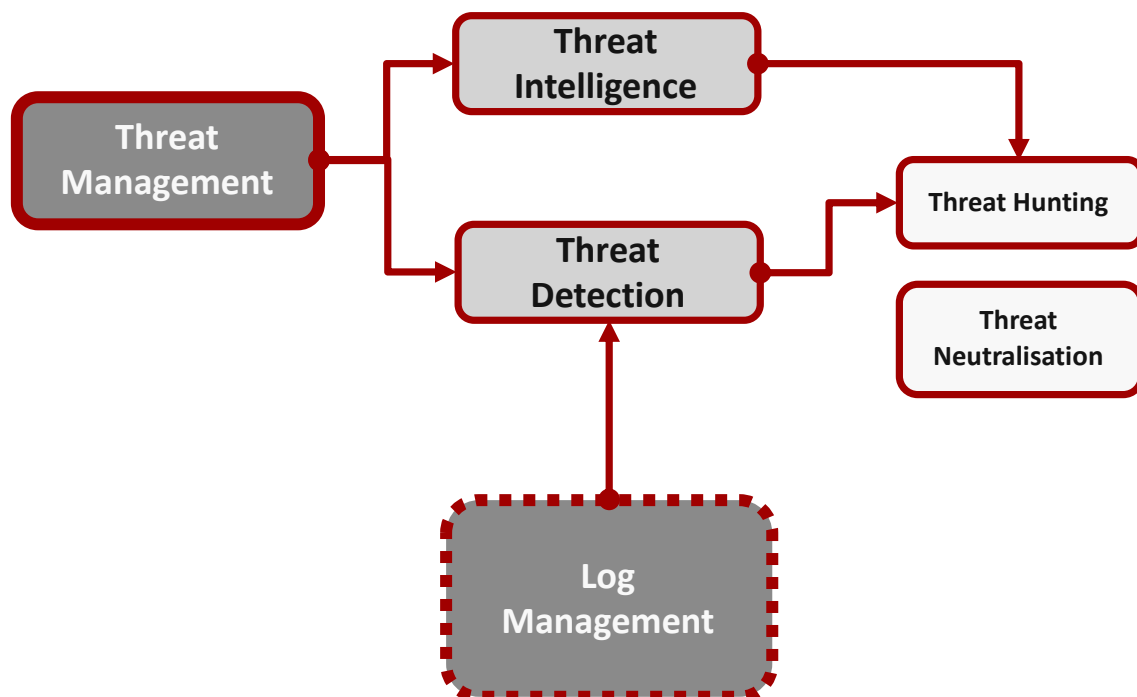 Threat
Intelligence
Threat
Management
Threat Hunting
Threat
Detection
Threat
Neutralisation
Log
Management